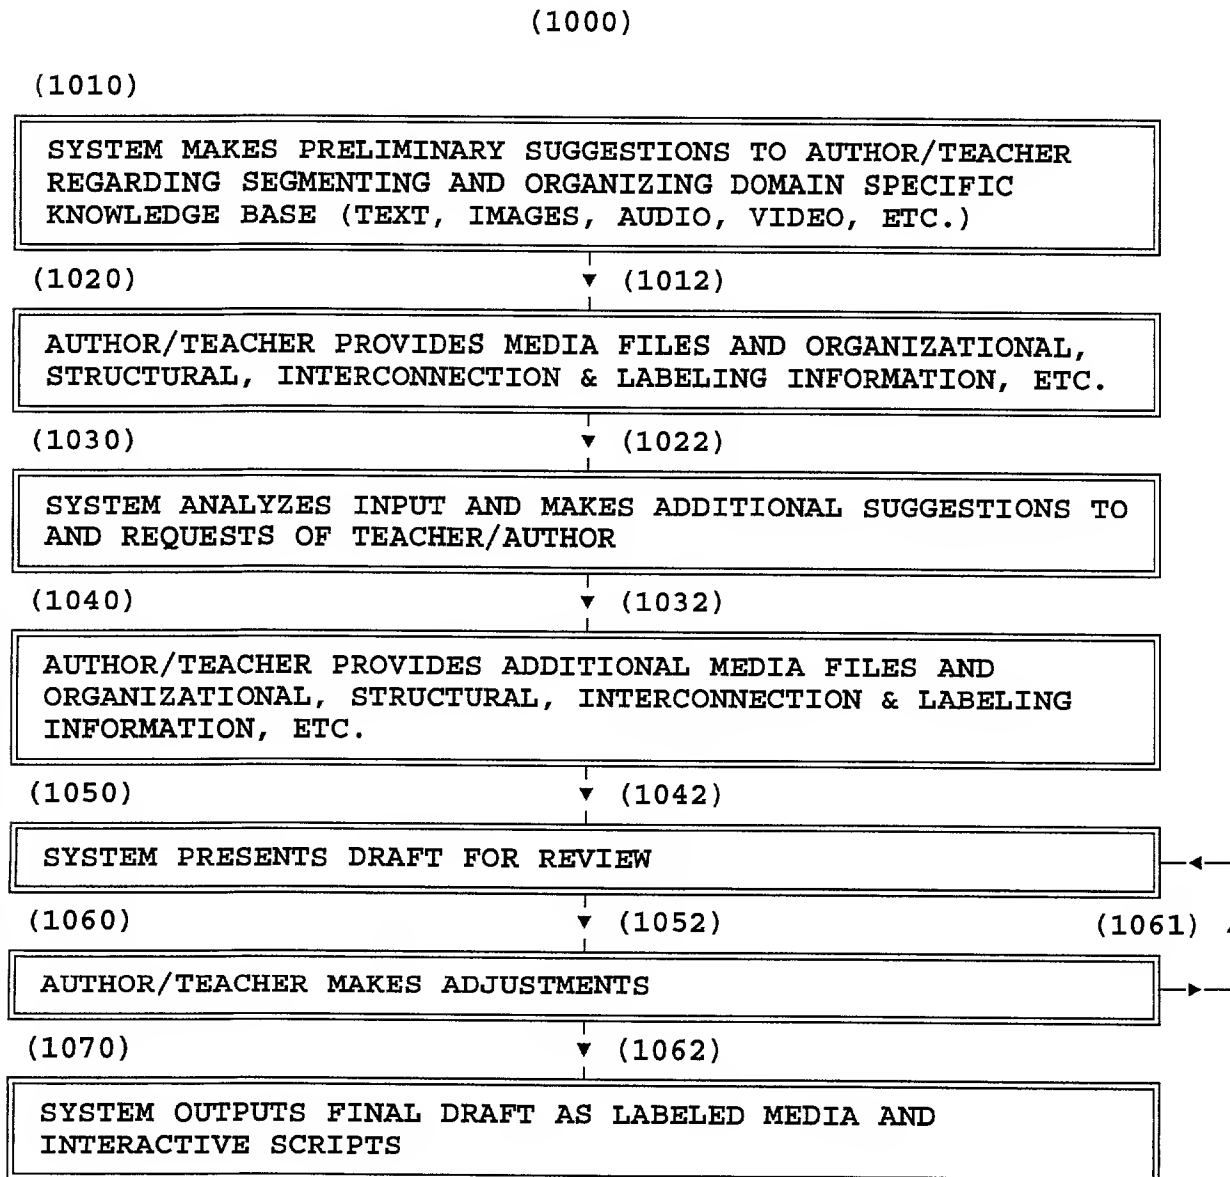 (1000)
(1010)
SYSTEM MAKES PRELIMINARY SUGGESTIONS TO AUTHOR/TEACHER
REGARDING SEGMENTING AND ORGANIZING DOMAIN SPECIFIC
KNOWLEDGE BASE (TEXT, IMAGES, AUDIO, VIDEO, ETC.)
(1020) (1012)
AUTHOR/TEACHER PROVIDES MEDIA FILES AND ORGANIZATIONAL,
STRUCTURAL, INTERCONNECTION & LABELING INFORMATION, ETC.
(1030) (1022)
SYSTEM ANALYZES INPUT AND MAKES ADDITIONAL SUGGESTIONS TO
AND REQUESTS OF TEACHER/AUTHOR
(1040) (1032)
AUTHOR/TEACHER PROVIDES ADDITIONAL MEDIA FILES AND
ORGANIZATIONAL, STRUCTURAL, INTERCONNECTION & LABELING
INFORMATION, ETC.
(1050) (1042)
SYSTEM PRESENTS DRAFT FOR REVIEW
(1060) (1052) (1061)
AUTHOR/TEACHER MAKES ADJUSTMENTS
(1070) (1062)
SYSTEM OUTPUTS FINAL DRAFT AS LABELED MEDIA AND
INTERACTIVE SCRIPTS